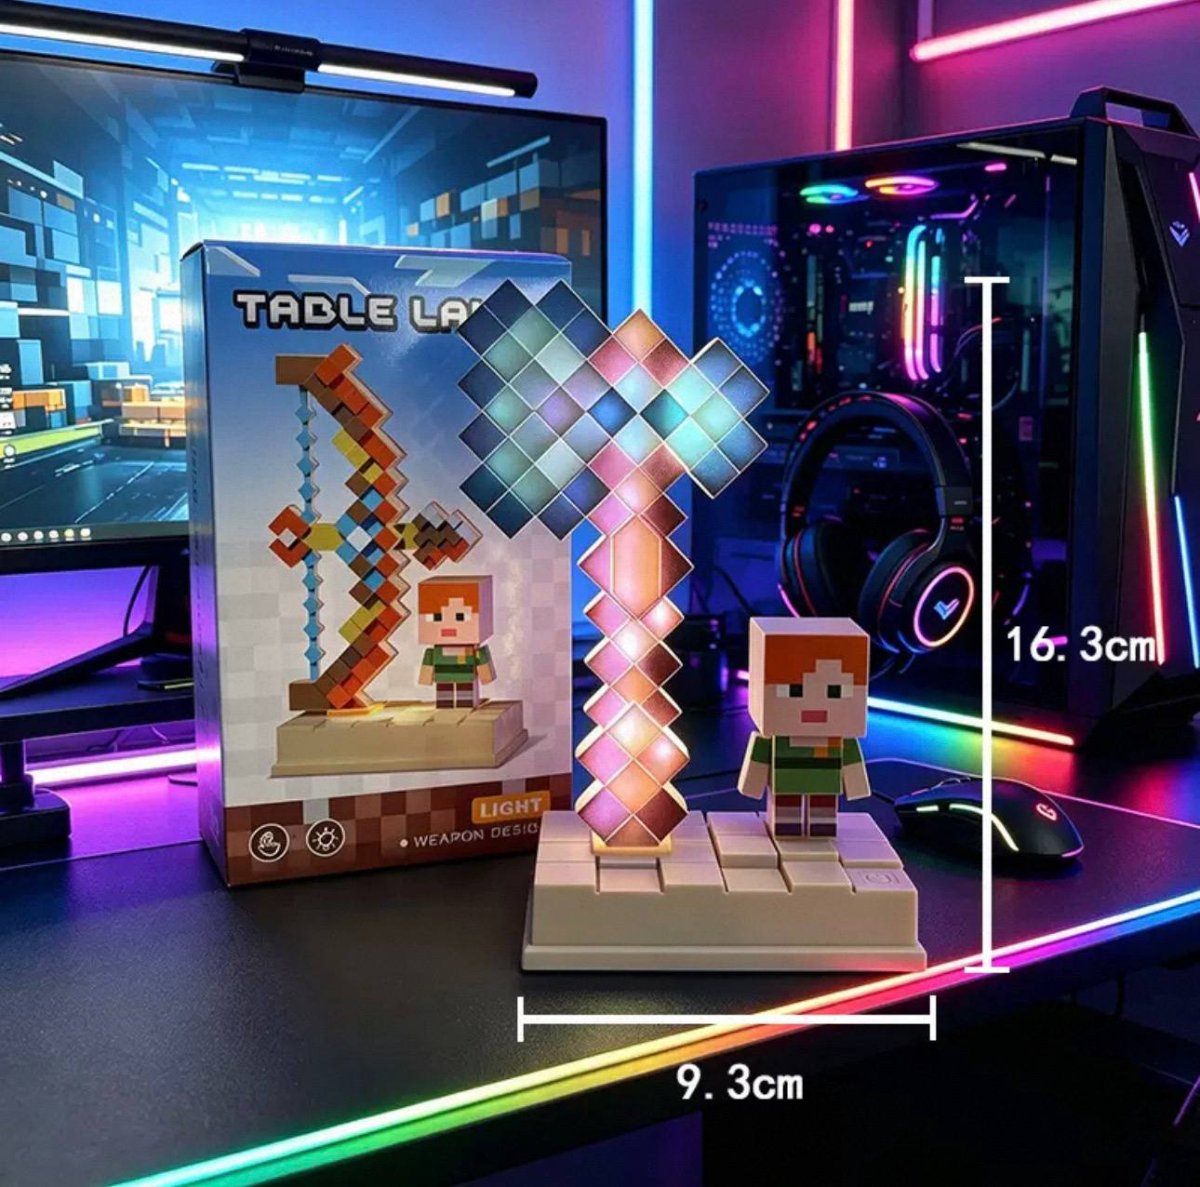 TABLE LA
LIGHT
• WEAPON DESIG
16.3cm
9.3cm